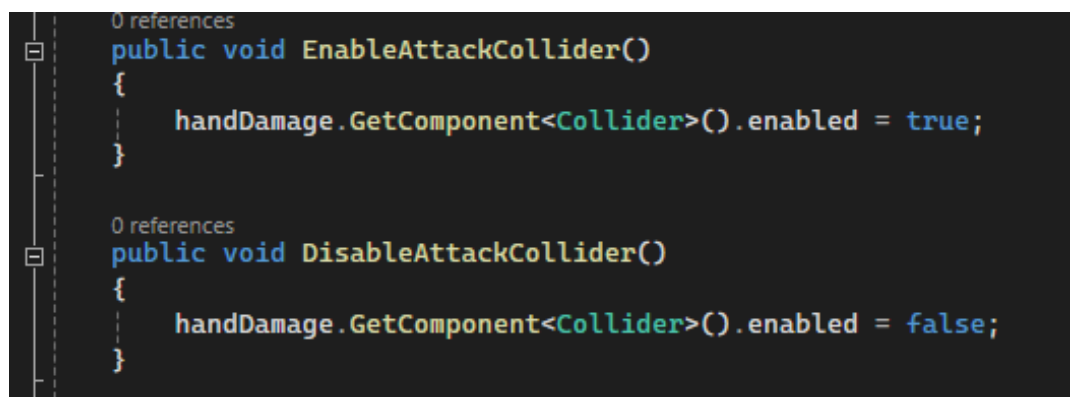 0 references
public void EnableAttackCollider()
{
handDamage.GetComponent<Collider>().enabled = true;
}
0 references
public void DisableAttackCollider()
{
handDamage.GetComponent<Collider>().enabled = false;
}